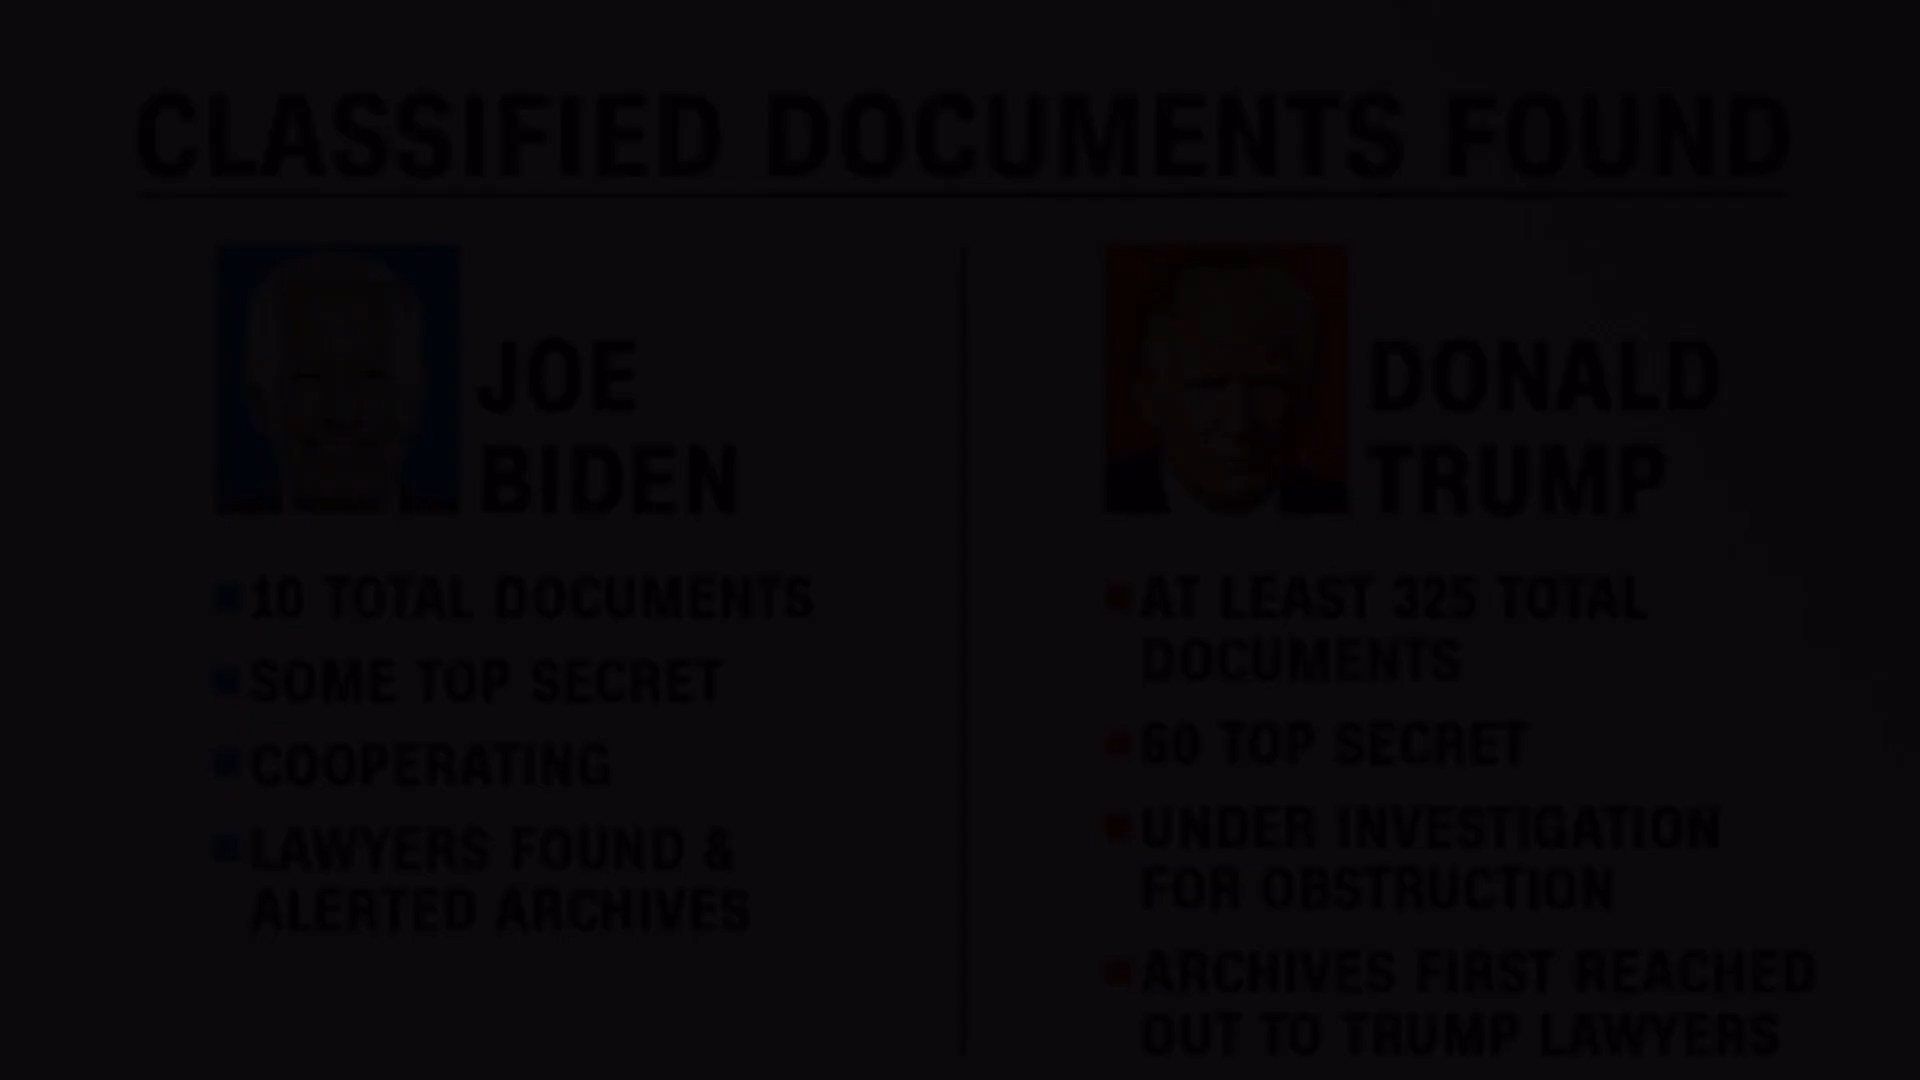 CLASSIFIED DOCUMENTS FOUND
JOE
BIDEN
10 TOTAL DOCUMENTS
SOME TOP SECRET
COOPERATING
LAWYERS FOUND &
ALERTED ARCHIVES
DONALD
TRUMP
AT LEAST 325 TOTAL
DOCUMENTS
60 TOP SECRET
UNDER INVESTIGATION
FOR OBSTRUCTION
ARCHIVES FIRST REACHED
OUT TO TRUMP LAWYERS